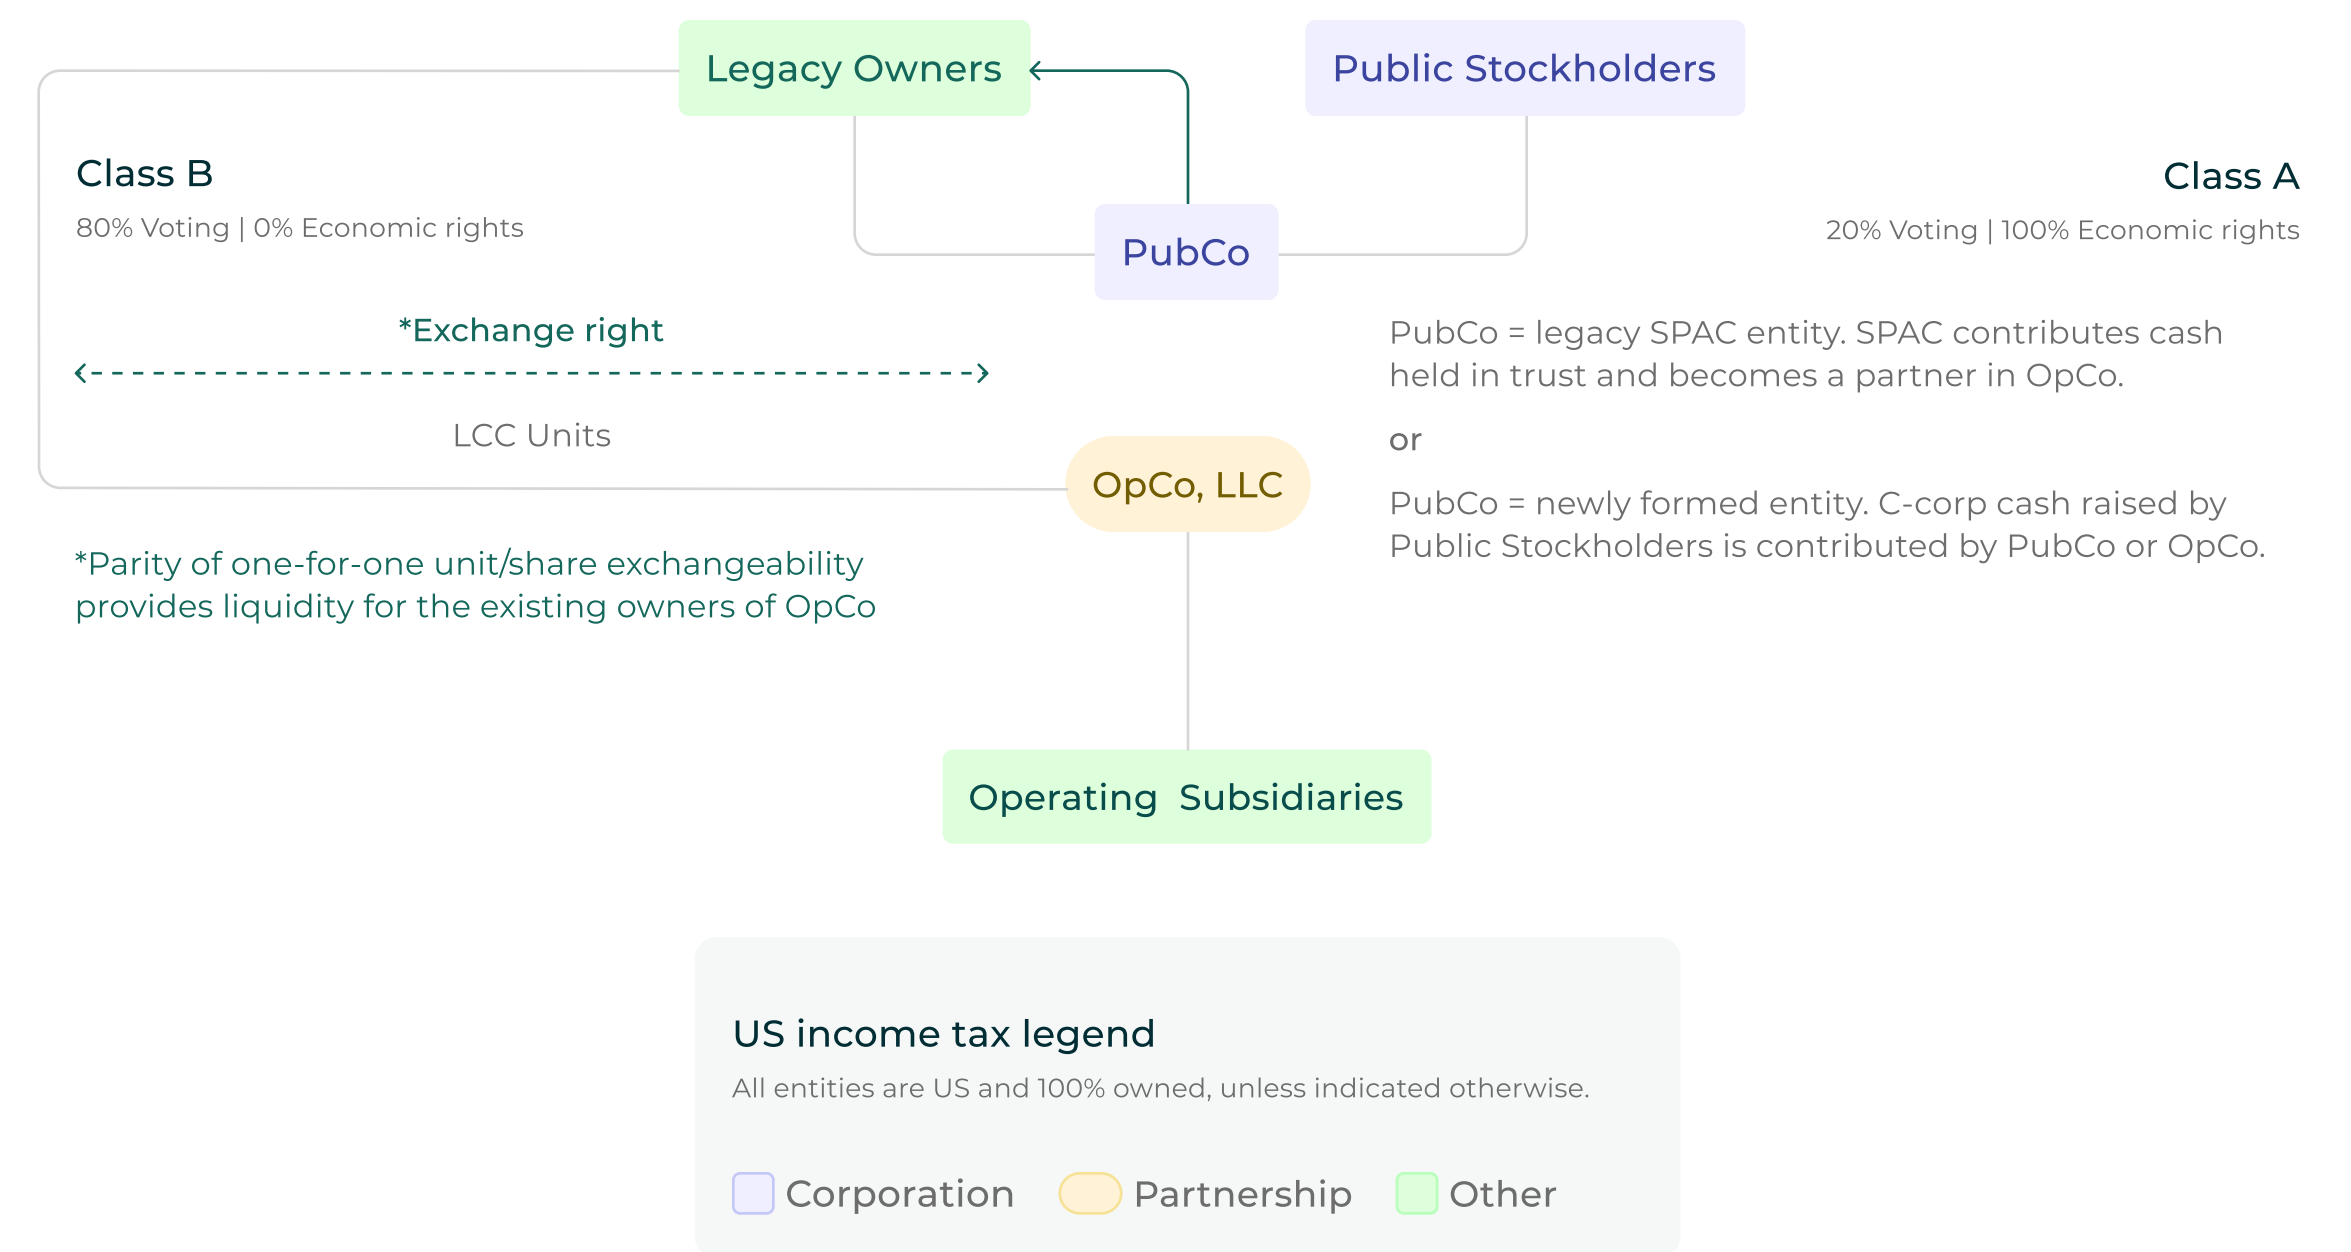 Legacy Owners
Public Stockholders
Class B
80% Voting | 0% Economic rights
Class A
20% Voting | 100% Economic rights
PubCo
*Exchange right
LCC Units
PubCo = legacy SPAC entity. SPAC contributes cash
held in trust and becomes a partner in OpCo.
or
PubCo = newly formed entity. C-corp cash raised by
Public Stockholders is contributed by PubCo or OpCo.
OpCo, LLC
*Parity of one-for-one unit/share exchangeability
provides liquidity for the existing owners of OpCo
Operating Subsidiaries
US income tax legend
All entities are US and 100% owned, unless indicated otherwise.
Corporation
Partnership
Other